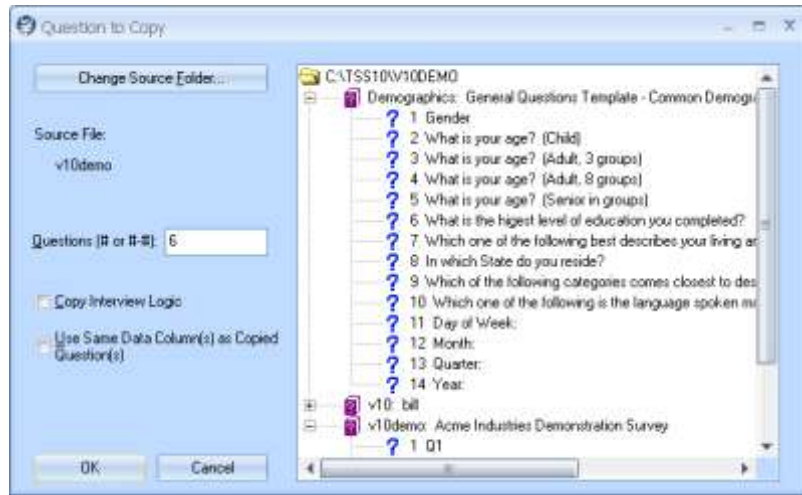 Question to Copy
Change Source Folder...
Source File:
v10demo
Questions (# or #-#): 6
Copy Interview Logic
Use Same Data Column(s) as Copied
Question(s)
OK
Cancel
C:\TSS10\V10DEMO
Demographics: General Questions Template - Common Demogr
1 Gender
2 What is your age? (Child)
3 What is your age? (Adult, 3 groups)
4 What is your age? (Adult, 8 groups)
5 What is your age? (Senior in groups)
6 What is the higest level of education you completed?
7 Which one of the following best describes your living ar
8 In which State do you reside?
9 Which of the following categories comes closest to des
10 Which one of the following is the language spoken mo
11 Day of Week:
12 Month:
13 Quarter:
14 Year:
v10: bill
v10demo: Acme Industries Demonstration Survey
1 Q1